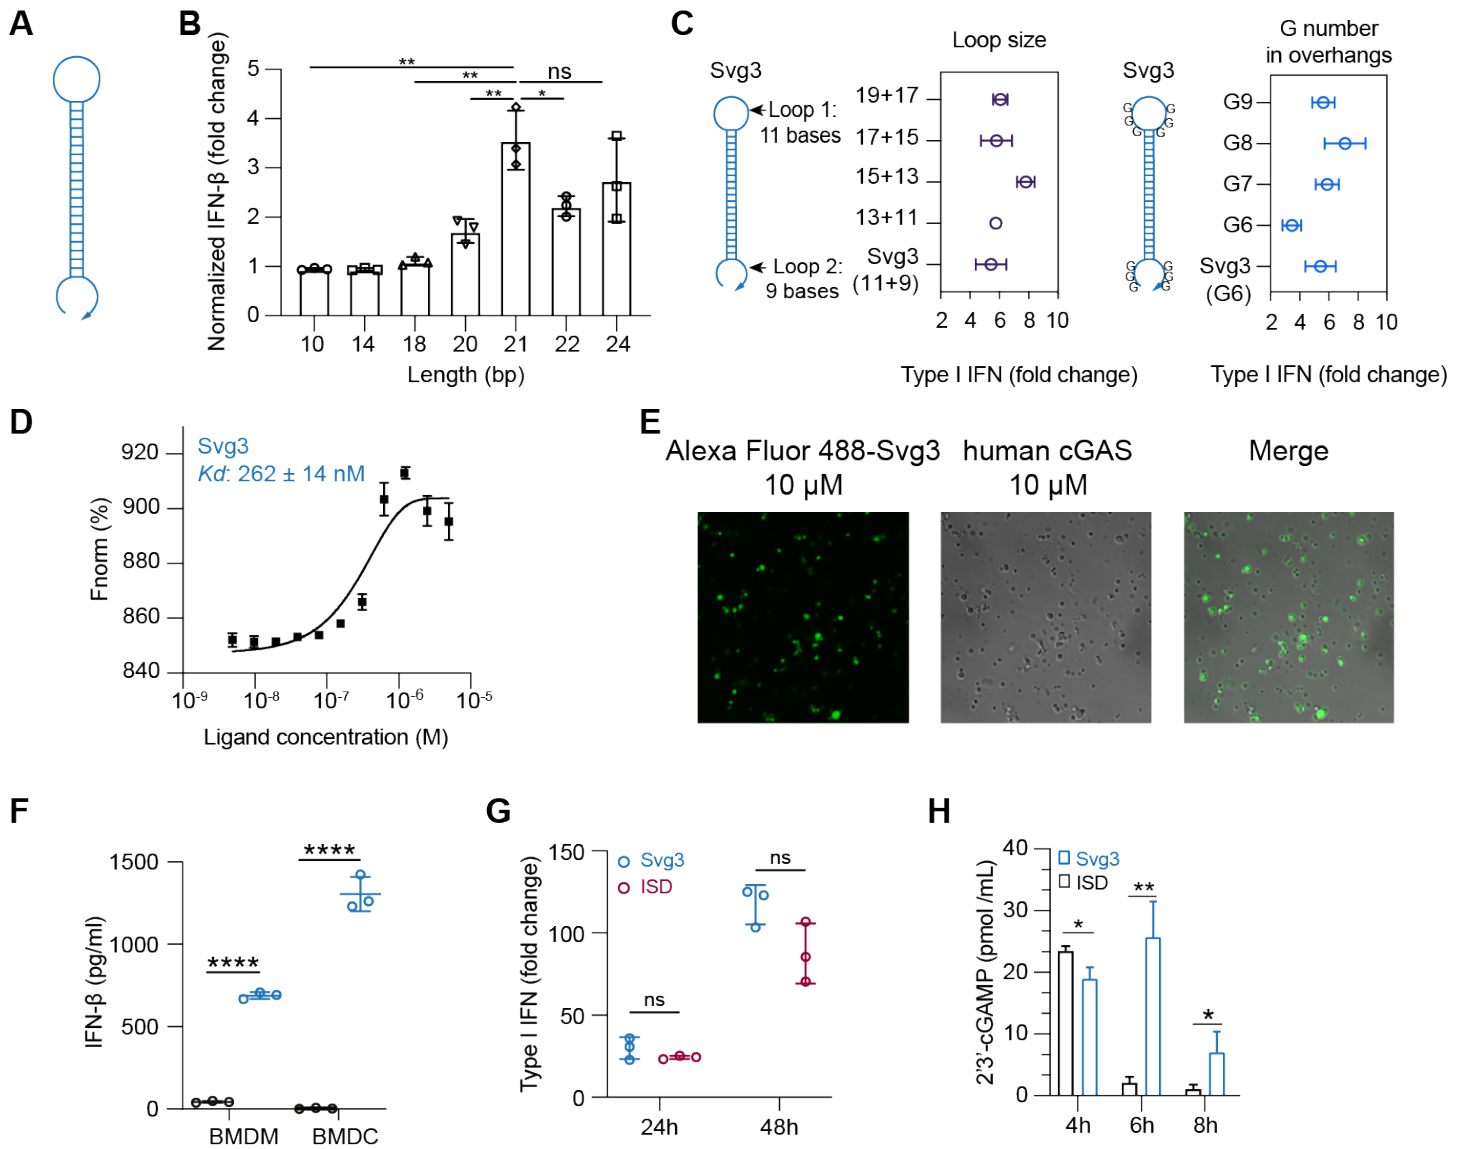 A
B
Normalized IFN-β (fold change)
5
4
3
2
1
0
**
**
ns
**
*
10 14 18 20 21 22 24
Length (bp)
C
Svg3
Loop 1:
11 bases
Loop 2:
9 bases
Loop size
19+17
17+15
15+13
13+11
Svg3
(11+9)
2 4 6 8 10
Type I IFN (fold change)
Svg3
G G
G G
G G
G G
G G
G G
G number
in overhangs
G9
G8
G7
G6
Svg3
(G6)
2 4 6 8 10
Type I IFN (fold change)
D
Svg3
Kd: 262 ± 14 nM
Fnorm (%)
920
900
880
860
840
10-9 10-8 10-7 10-6 10-5
Ligand concentration (M)
E
Alexa Fluor 488-Svg3
10 µM
human cGAS
10 µM
Merge
F
IFN-β (pg/ml)
1500
1000
500
0
****
****
BMDM BMDC
G
Type I IFN (fold change)
150
100
50
0
Svg3
ISD
ns
ns
24h 48h
H
2'3'-cGAMP (pmol /mL)
40
30
20
10
0
Svg3
ISD
*
**
*
4h 6h 8h